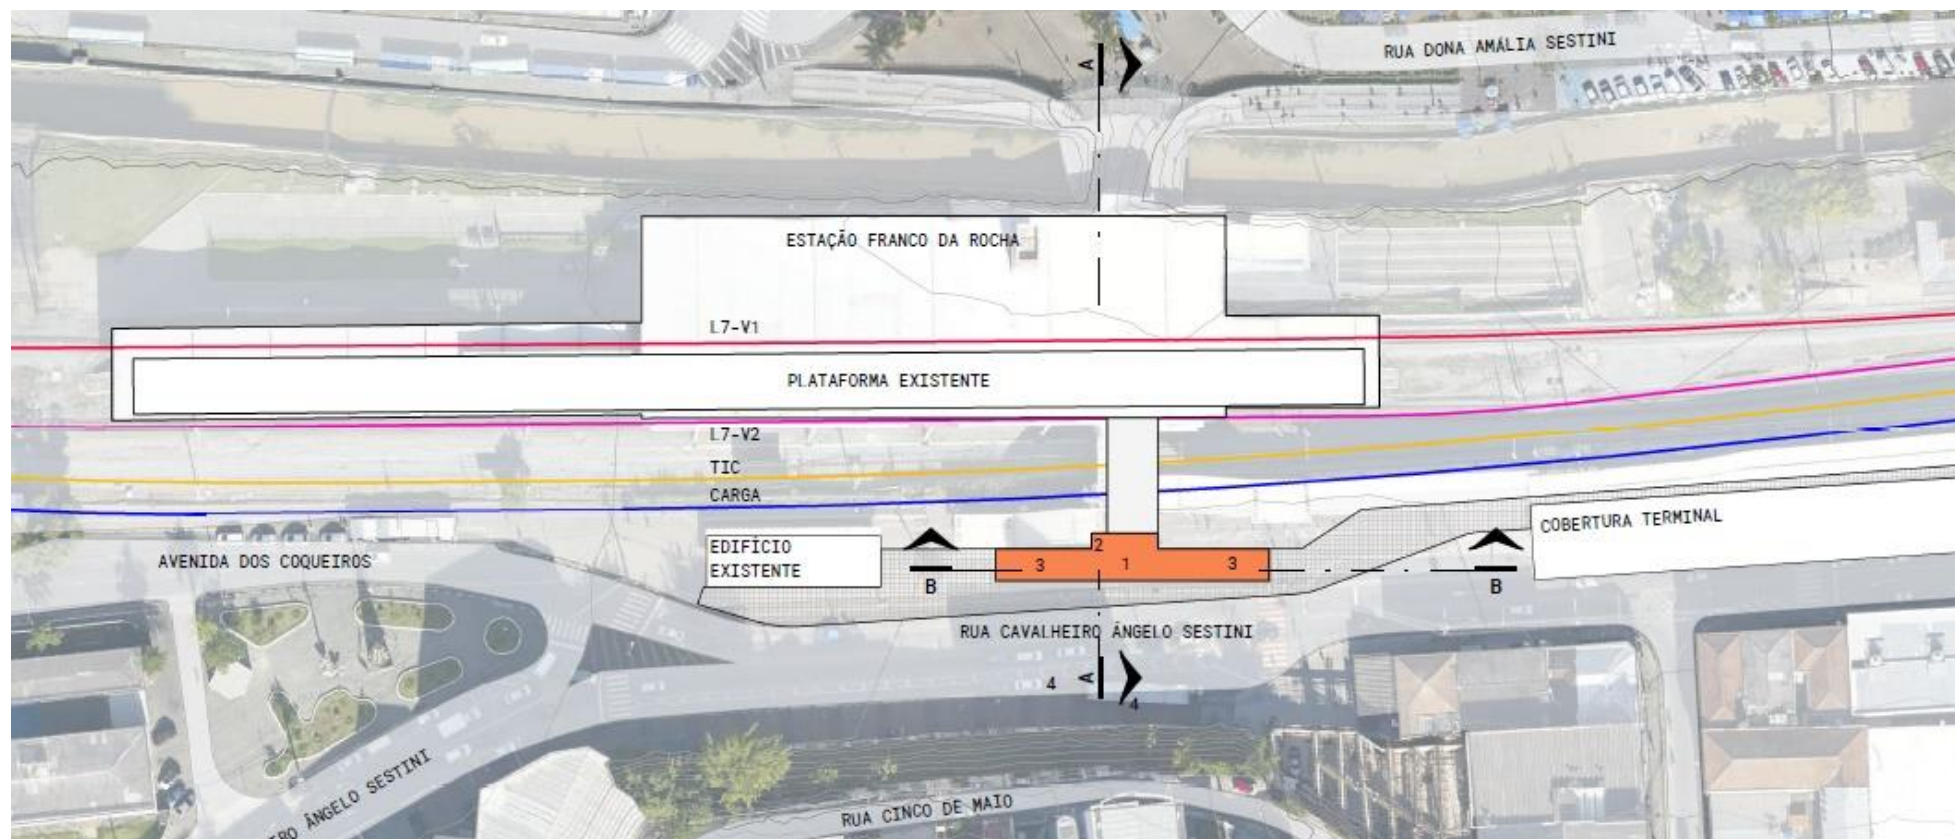 RUA DONA AMÁLIA SESTINI
A
ESTAÇÃO FRANCO DA ROCHA
L7-V1
PLATAFORMA EXISTENTE
L7-V2
TIC
CARGA
COBERTURA TERMINAL
EDIFÍCIO
EXISTENTE
AVENIDA DOS COQUEIROS
2
3
1
3
B
B
RUA CAVALHEIRO ÂNGELO SESTINI
4
A
4
RO ÂNGELO SESTINI
RUA CINCO DE MAIO